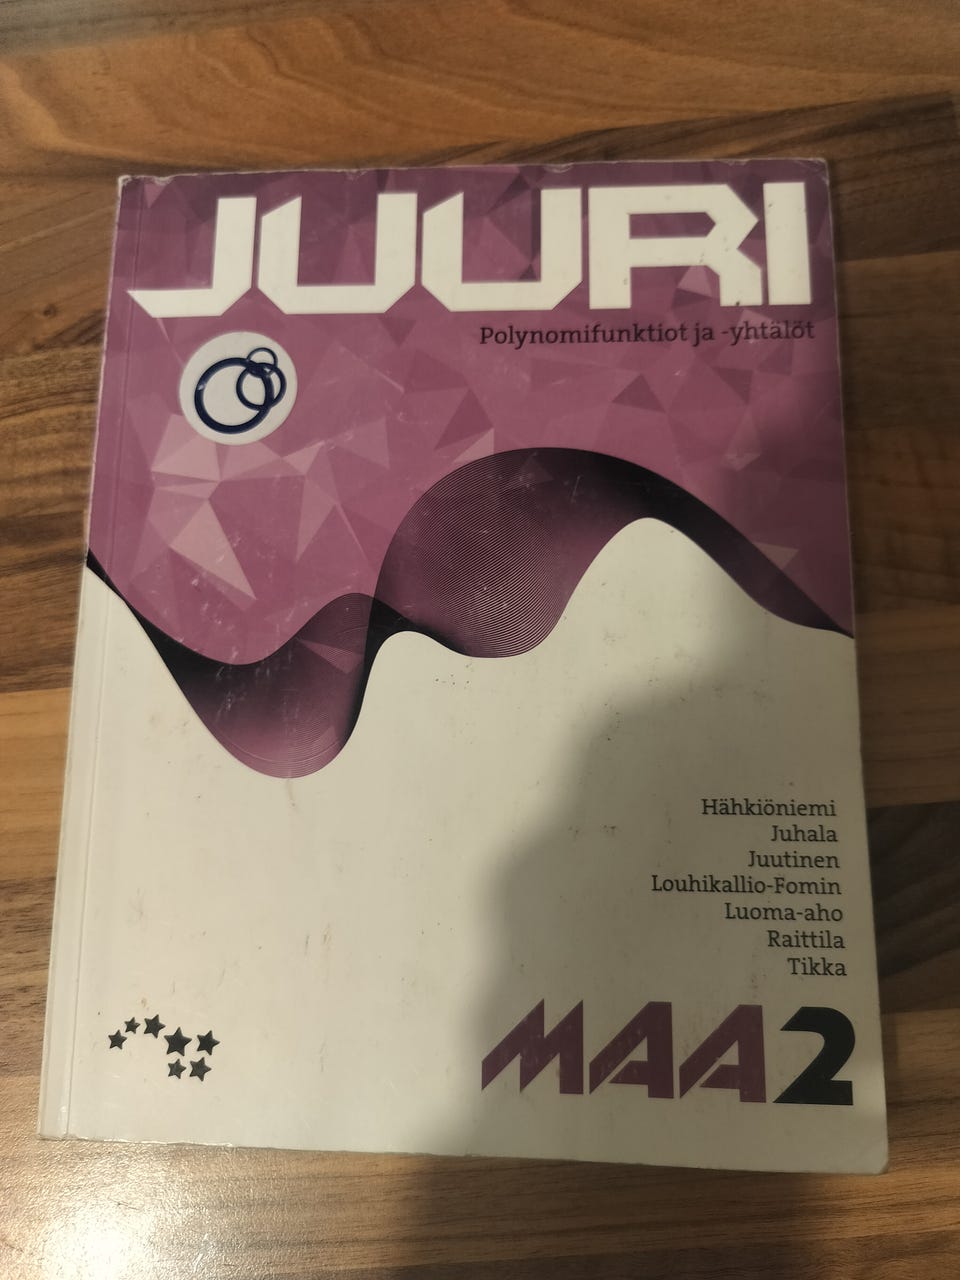 JUURI
Polynomifunktiot ja -yhtälöt
Hähkiöniemi
Juhala
Juutinen
Louhikallio-Fomin
Luoma-aho
Raittila
Tikka
MAA2